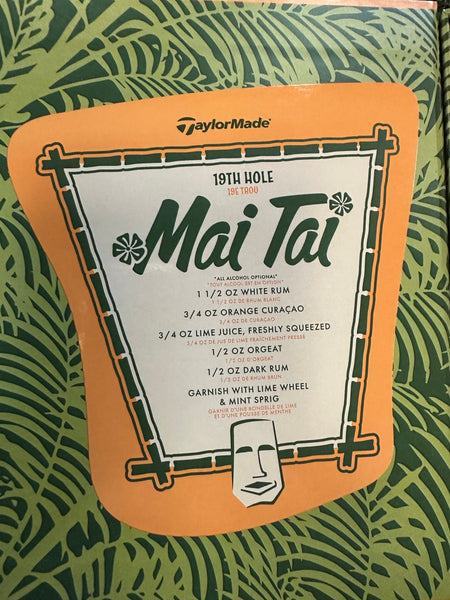 TaylorMade
19TH HOLE
19E TROU
Mai Tai
*ALL ALCOHOL OPTIONAL*
*TOUT ALCOOL EST EN OPTION*
1 1/2 OZ WHITE RUM
1 1/2 OZ DE RHUM BLANC
3/4 OZ ORANGE CURAÇAO
3/4 OZ DE CURAÇAO
3/4 OZ LIME JUICE, FRESHLY SQUEEZED
3/4 OZ DE JUS DE LIME FRAÎCHEMENT PRESSÉ
1/2 OZ ORGEAT
1/2 OZ D'ORGEAT
1/2 OZ DARK RUM
1/2 OZ DE RHUM BRUN
GARNISH WITH LIME WHEEL
& MINT SPRIG
GARNIR D'UNE RONDELLE DE LIME
ET D'UNE POUSSE DE MENTHE